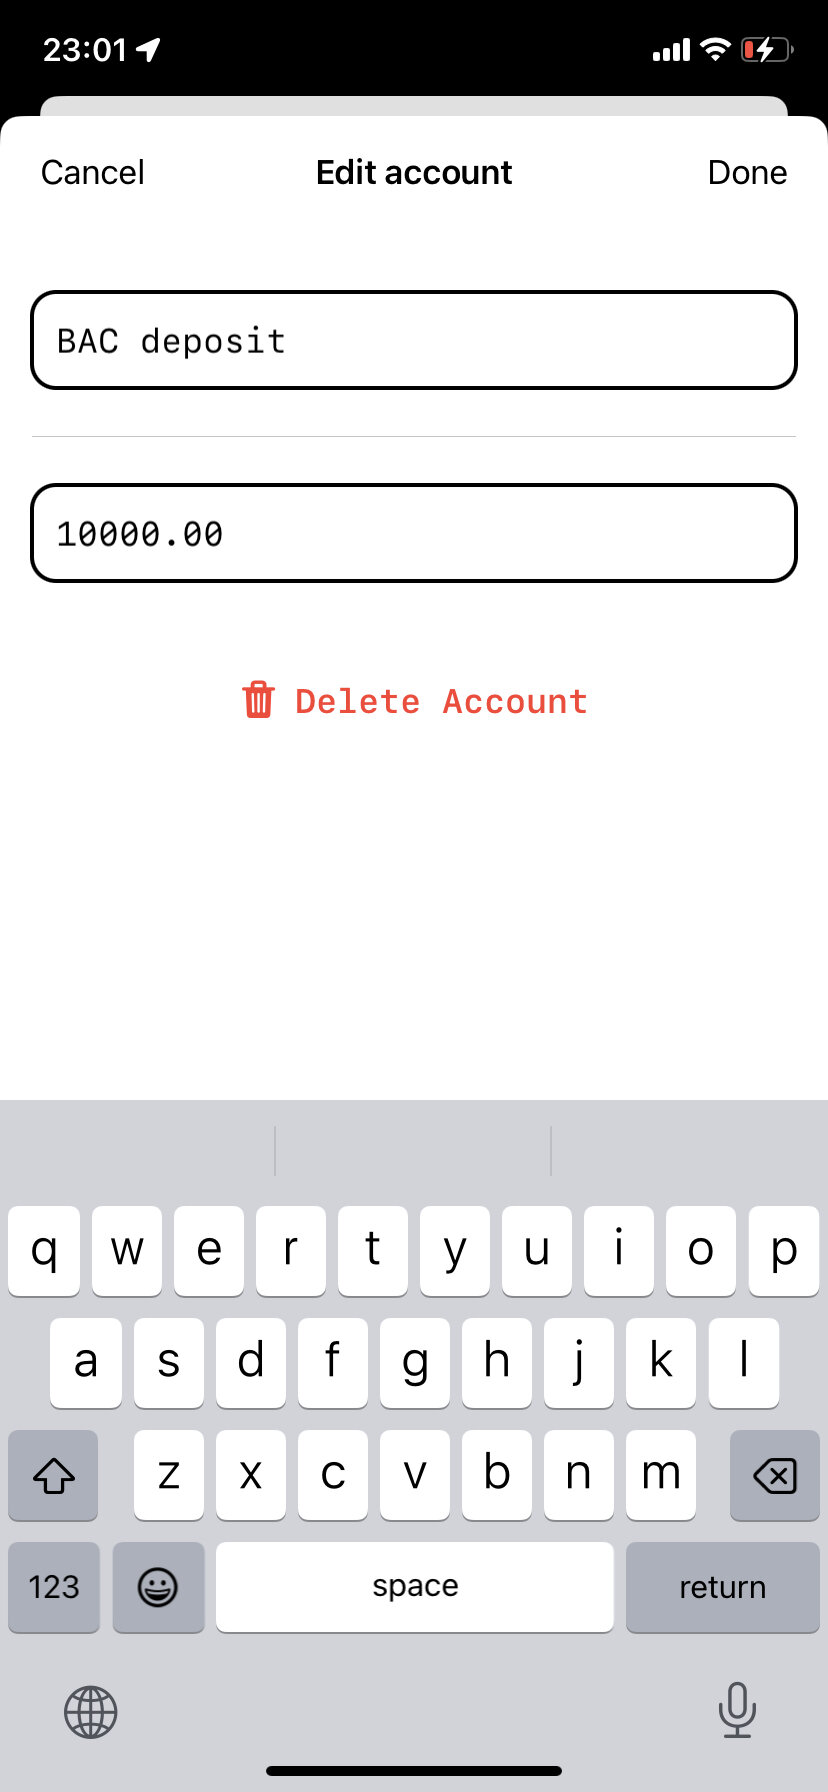 23:01
Cancel Edit account Done
BAC deposit
10000.00
Delete Account
q w e r t y u i o p
a s d f g h j k l
z x c v b n m
123 space return